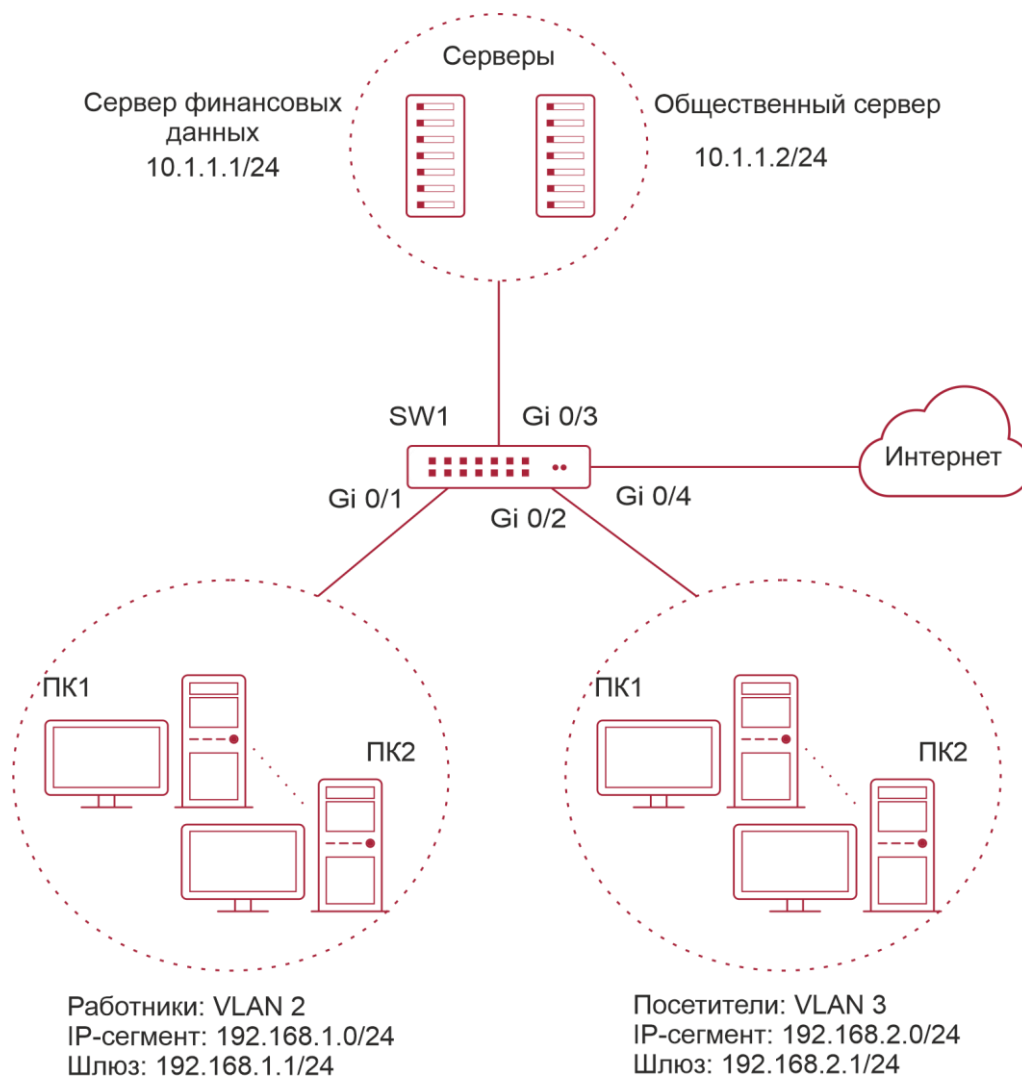 Серверы
Сервер финансовых
данных
10.1.1.1/24
Общественный сервер
10.1.1.2/24
SW1
Gi 0/3
Интернет
Gi 0/1
Gi 0/2
Gi 0/4
ПК1
ПК2
ПК1
ПК2
Работники: VLAN 2
IP-сегмент: 192.168.1.0/24
Шлюз: 192.168.1.1/24
Посетители: VLAN 3
IP-сегмент: 192.168.2.0/24
Шлюз: 192.168.2.1/24